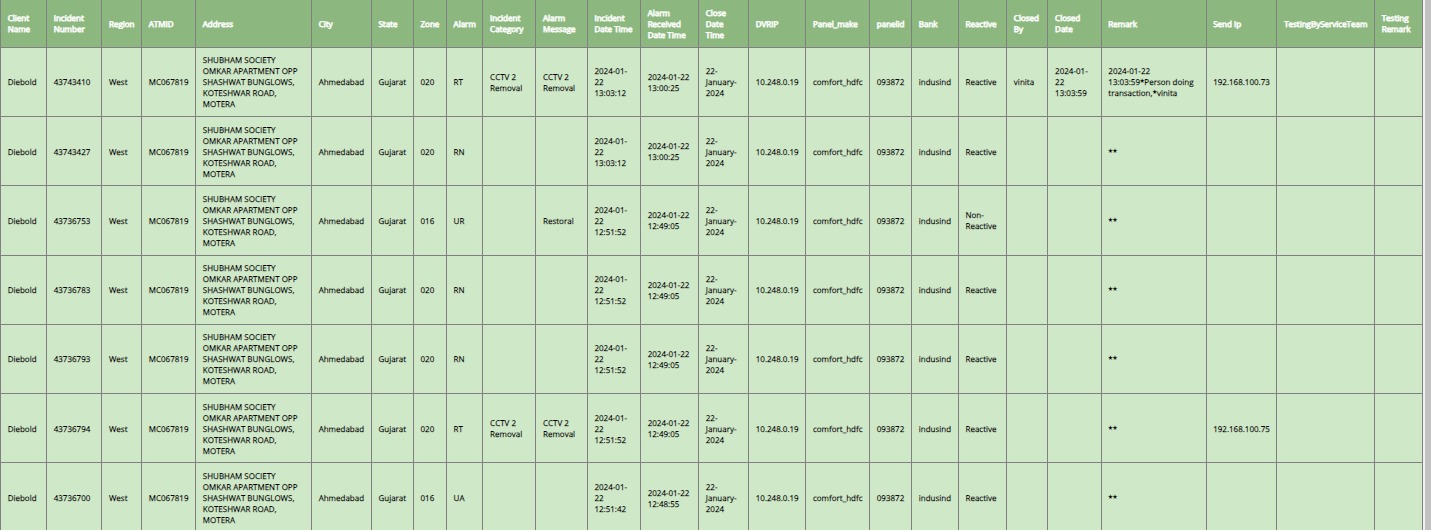 Client Name	Incident Number	Region	ATMID	Address	City	State	Zone	Alarm	Incident Category	Alarm Message	Incident Date Time	Alarm Received Date Time	Close Date Time	DVRIP	Panel_make	panelid	Bank	Reactive	Closed By	Closed Date	Remark	Send Ip	TestingByServiceTeam	Testing Remark
Diebold	43743410	West	MC067819	SHUBHAM SOCIETY OMKAR APARTMENT OPP SHASHWAT BUNGLOWS, KOTESHWAR ROAD, MOTERA	Ahmedabad	Gujarat	020	RT	CCTV 2 Removal	CCTV 2 Removal	2024-01-22 13:03:12	2024-01-22 13:00:25	22-January-2024	10.248.0.19	comfort_hdfc	093872	indusind	Reactive	vinita	2024-01-22 13:03:59	2024-01-22 13:03:59*Person doing transaction,*vinita	192.168.100.73
Diebold	43743427	West	MC067819	SHUBHAM SOCIETY OMKAR APARTMENT OPP SHASHWAT BUNGLOWS, KOTESHWAR ROAD, MOTERA	Ahmedabad	Gujarat	020	RN	2024-01-22 13:03:12	2024-01-22 13:00:25	22-January-2024	10.248.0.19	comfort_hdfc	093872	indusind	Reactive	**
Diebold	43736753	West	MC067819	SHUBHAM SOCIETY OMKAR APARTMENT OPP SHASHWAT BUNGLOWS, KOTESHWAR ROAD, MOTERA	Ahmedabad	Gujarat	016	UR	Restoral	2024-01-22 12:51:52	2024-01-22 12:49:05	22-January-2024	10.248.0.19	comfort_hdfc	093872	indusind	Non-Reactive	**
Diebold	43736783	West	MC067819	SHUBHAM SOCIETY OMKAR APARTMENT OPP SHASHWAT BUNGLOWS, KOTESHWAR ROAD, MOTERA	Ahmedabad	Gujarat	020	RN	2024-01-22 12:51:52	2024-01-22 12:49:05	22-January-2024	10.248.0.19	comfort_hdfc	093872	indusind	Reactive	**
Diebold	43736793	West	MC067819	SHUBHAM SOCIETY OMKAR APARTMENT OPP SHASHWAT BUNGLOWS, KOTESHWAR ROAD, MOTERA	Ahmedabad	Gujarat	020	RN	2024-01-22 12:51:52	2024-01-22 12:49:05	22-January-2024	10.248.0.19	comfort_hdfc	093872	indusind	Reactive	**
Diebold	43736794	West	MC067819	SHUBHAM SOCIETY OMKAR APARTMENT OPP SHASHWAT BUNGLOWS, KOTESHWAR ROAD, MOTERA	Ahmedabad	Gujarat	020	RT	CCTV 2 Removal	CCTV 2 Removal	2024-01-22 12:51:52	2024-01-22 12:49:05	22-January-2024	10.248.0.19	comfort_hdfc	093872	indusind	Reactive	**	192.168.100.75
Diebold	43736700	West	MC067819	SHUBHAM SOCIETY OMKAR APARTMENT OPP SHASHWAT BUNGLOWS, KOTESHWAR ROAD, MOTERA	Ahmedabad	Gujarat	016	UA	2024-01-22 12:51:42	2024-01-22 12:48:55	22-January-2024	10.248.0.19	comfort_hdfc	093872	indusind	Reactive	**